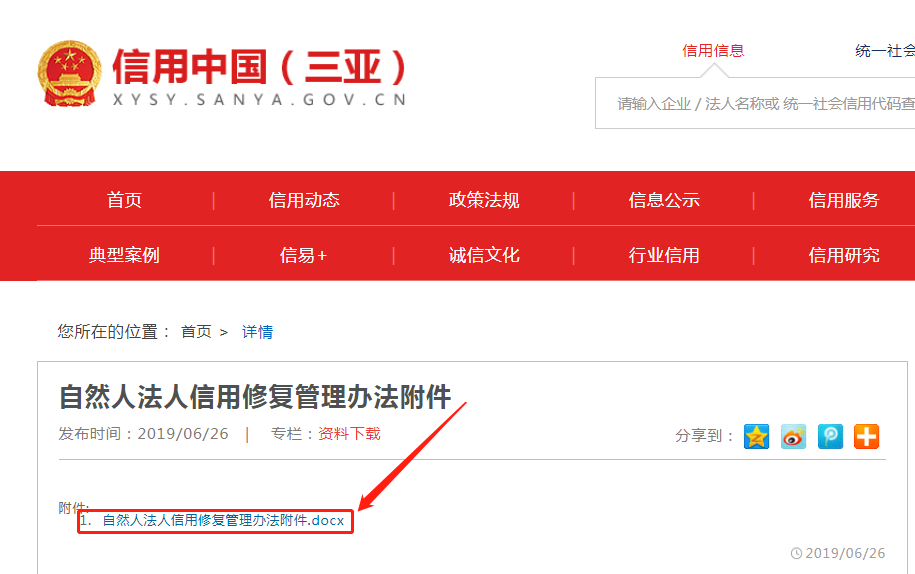 信用中国（三亚）
XYSY.SANYA.GOV.CN
信用信息
统一社会
请输入企业 / 法人名称或 统一社会信用代码查
首页 | 信用动态 | 政策法规 | 信息公示 | 信用服务
典型案例 | 信易+ | 诚信文化 | 行业信用 | 信用研究
您所在的位置： 首页 > 详情
自然人法人信用修复管理办法附件
发布时间：2019/06/26 | 专栏：资料下载
分享到：
附件:
1. 自然人法人信用修复管理办法附件.docx
2019/06/26